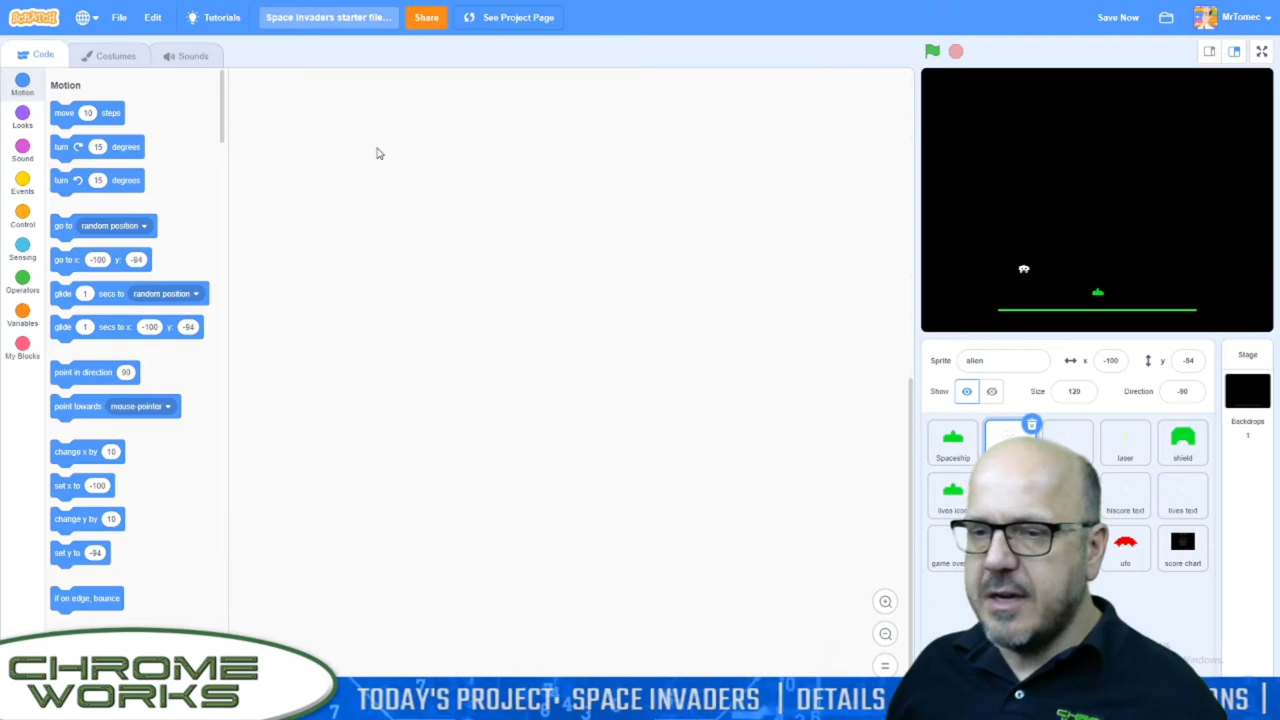 SCRATCH File Edit Tutorials Space invaders starter file... Share See Project Page Save Now MrTomec
Code Costumes Sounds
Motion
Looks
Sound
Events
Control
Sensing
Operators
Variables
My Blocks
Motion
move 10 steps
turn 15 degrees
turn 15 degrees
go to random position
go to x: -100 y: -94
glide 1 secs to random position
glide 1 secs to x: -100 y: -94
point in direction 90
point towards mouse-pointer
change x by 10
set x to -100
change y by 10
set y to -94
if on edge, bounce
Sprite alien x -100 y -94
Show Size 120 Direction -90
Stage
Backdrops
1
Spaceship laser shield
lives ico hiscore text lives text
game ove ufo score chart
CHROME
WORKS
TODAY'S PROJECT: SPACE INVADERS | DETAILS ONS |